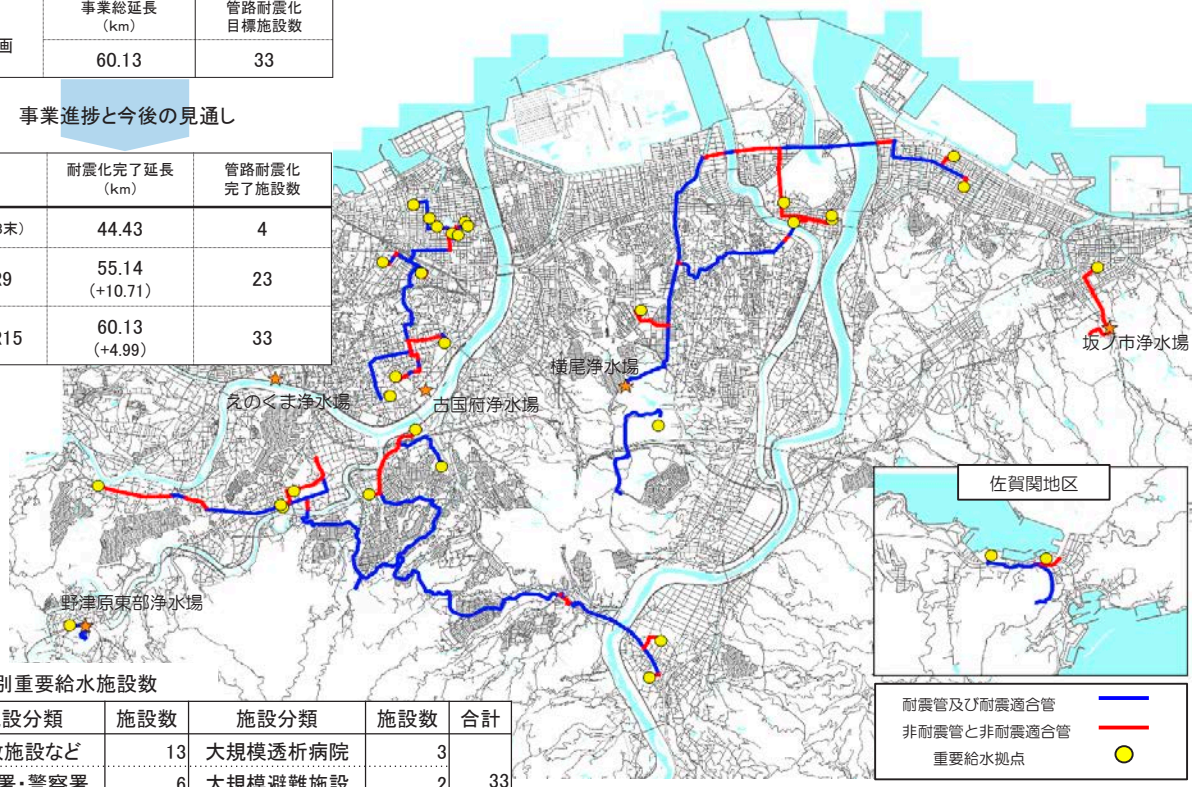 事業総延長
(km)
管路耐震化
目標施設数
画
60.13
33
事業進捗と今後の見通し
耐震化完了延長
(km)
管路耐震化
完了施設数
末)
44.43
4
9
55.14
(+10.71)
23
15
60.13
(+4.99)
33
えのくま浄水場
古国府浄水場
横尾浄水場
坂ノ市浄水場
野津原東部浄水場
佐賀関地区
耐震管及び耐震適合管
非耐震管と非耐震適合管
重要給水拠点
別重要給水施設数
設分類 施設数 施設分類 施設数 合計
施設など 13 大規模透析病院 3
署・警察署 6 大規模避難施設 2
33